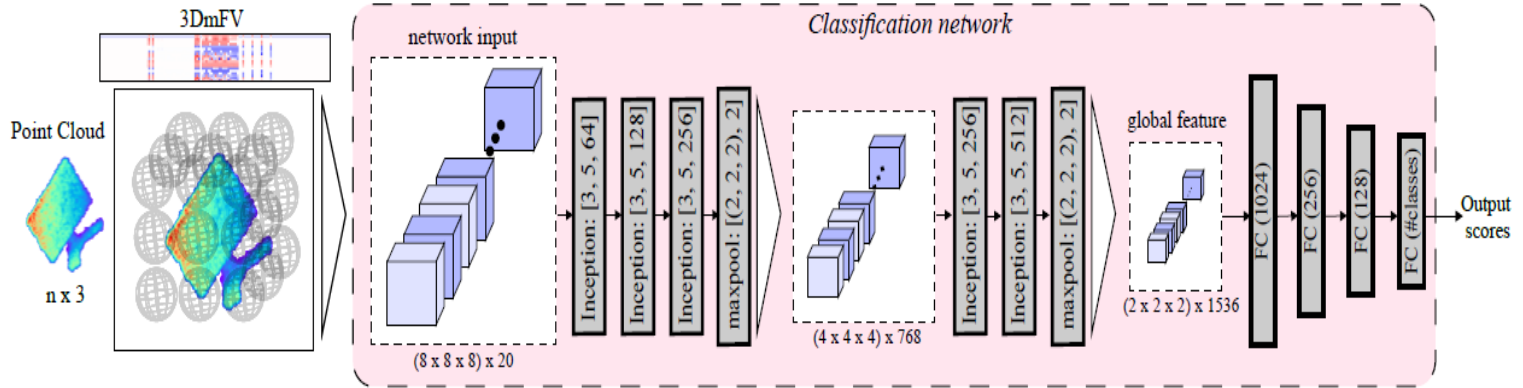 3DmFV
Point Cloud
n x 3
Classification network
network input
(8 x 8 x 8) x 20
Inception: [3, 5, 64]
Inception: [3, 5, 128]
Inception: [3, 5, 256]
maxpool: [(2, 2, 2), 2]
(4 x 4 x 4) x 768
Inception: [3, 5, 256]
Inception: [3, 5, 512]
maxpool: [(2, 2, 2), 2]
global feature
(2 x 2 x 2) x 1536
FC (1024)
FC (256)
FC (128)
FC (#classes)
Output
scores